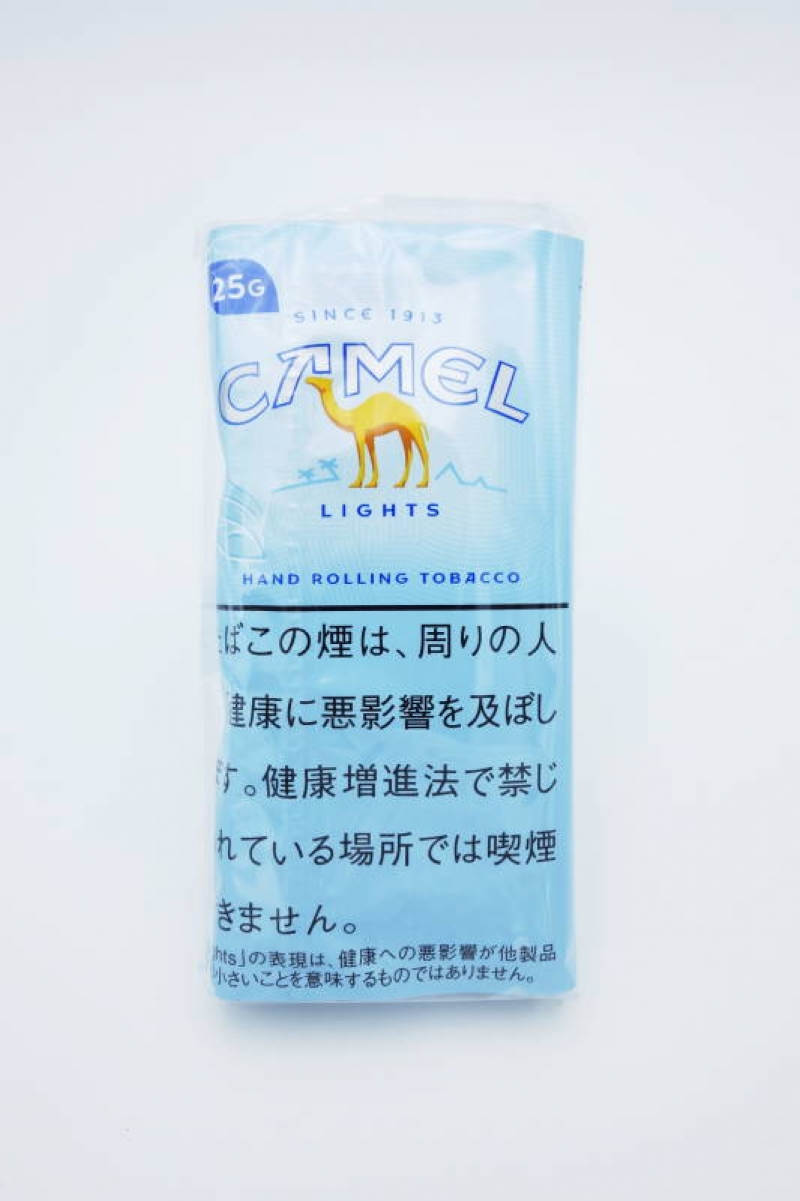 25G
SINCE 1913
CAMEL
LIGHTS
HAND ROLLING TOBACCO
ばこの煙は、周りの人
健康に悪影響を及ぼし
す。健康増進法で禁じ
れている場所では喫煙
きません。
ghts」の表現は、健康への悪影響が他製品
小さいことを意味するものではありません。